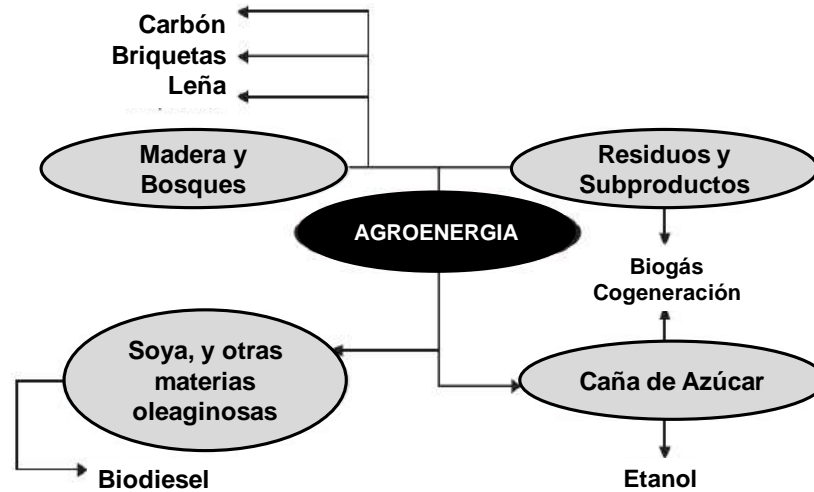 Carbón
Briquetas
Leña
Madera y
Bosques
Residuos y
Subproductos
AGROENERGIA
Biogás
Cogeneración
Soya, y otras
materias
oleaginosas
Caña de Azúcar
Biodiesel
Etanol